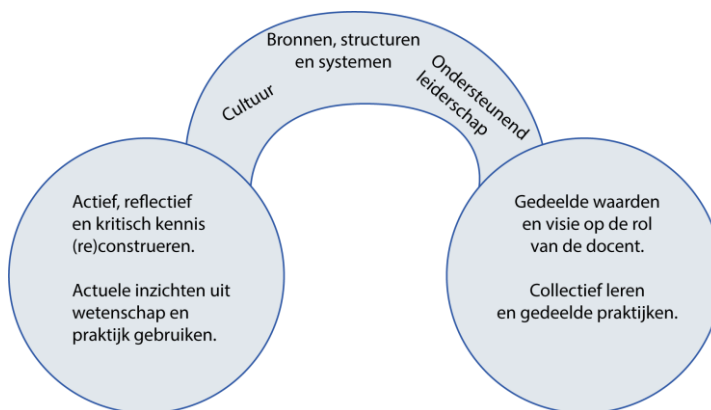 Bronnen, structuren
en systemen
Cultuur
Ondersteunend
leiderschap
Actief, reflectief
en kritisch kennis
(re)construeren.
Actuele inzichten uit
wetenschap en
praktijk gebruiken.
Gedeelde waarden
en visie op de rol
van de docent.
Collectief leren
en gedeelde praktijken.